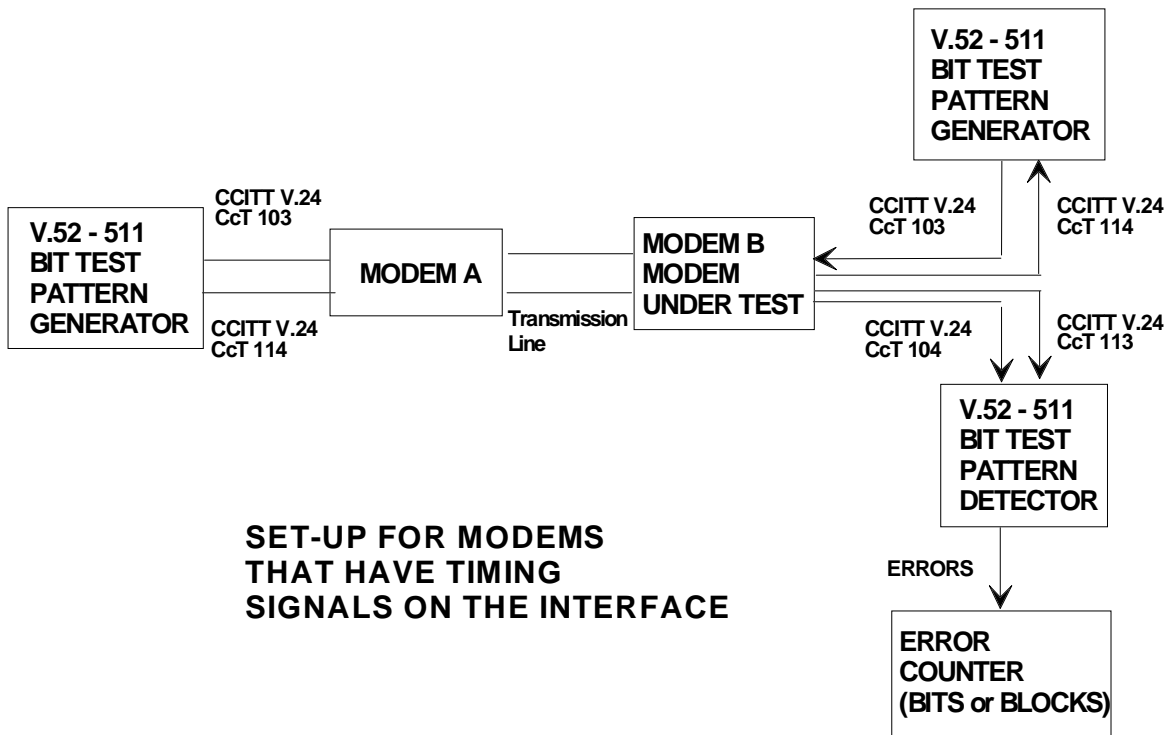 V.52 - 511
BIT TEST
PATTERN
GENERATOR
CCITT V.24
CcT 103
V.52 - 511
BIT TEST
PATTERN
GENERATOR
CCITT V.24
CcT 114
MODEM A
Transmission
Line
MODEM B
MODEM
UNDER TEST
CCITT V.24
CcT 103
CCITT V.24
CcT 114
CCITT V.24
CcT 104
CCITT V.24
CcT 113
V.52 - 511
BIT TEST
PATTERN
DETECTOR
SET-UP FOR MODEMS
THAT HAVE TIMING
SIGNALS ON THE INTERFACE
ERRORS
ERROR
COUNTER
(BITS or BLOCKS)